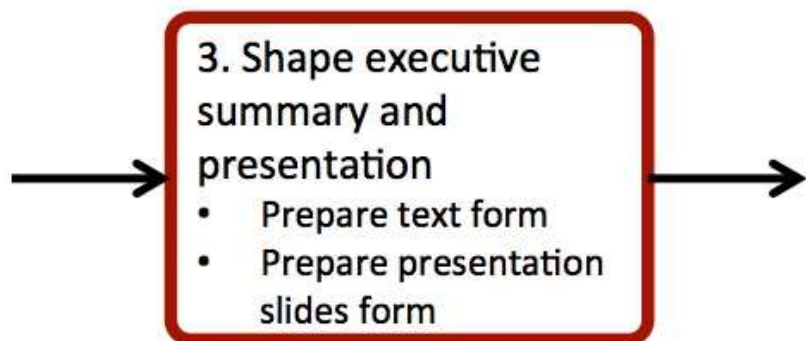 3. Shape executive
summary and
presentation
• Prepare text form
• Prepare presentation
slides form